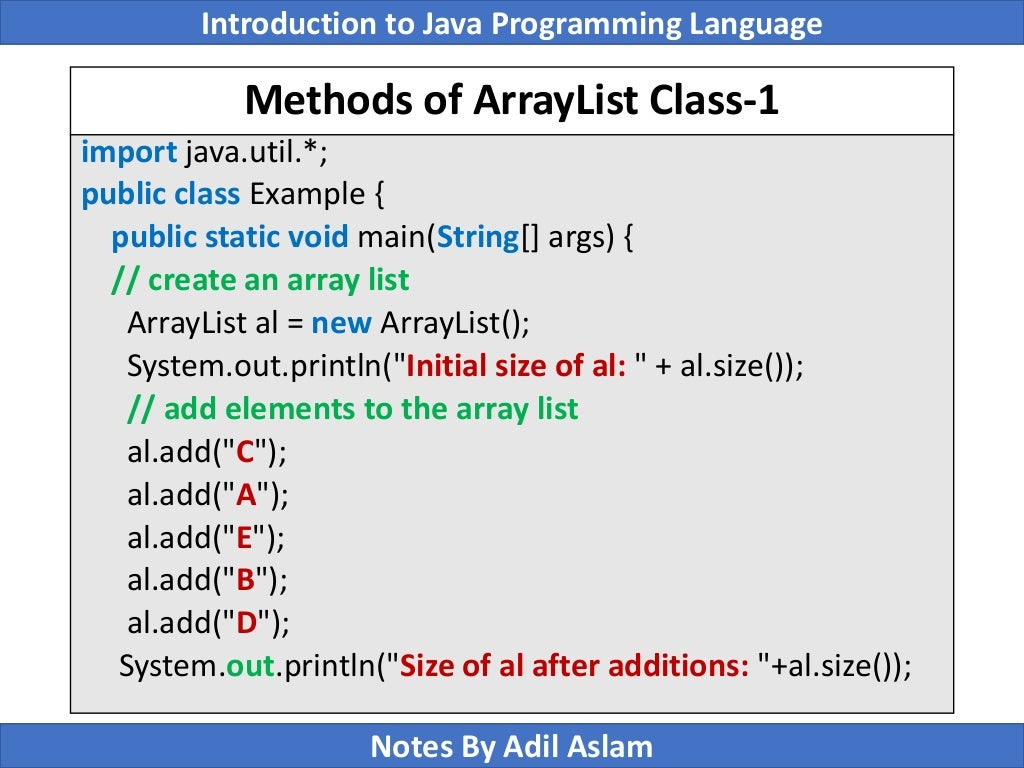 Introduction to Java Programming Language
Methods of ArrayList Class-1
import java.util.*;
public class Example {
public static void main(String[] args) {
// create an array list
ArrayList al = new ArrayList();
System.out.println("Initial size of al: " + al.size());
// add elements to the array list
al.add("C");
al.add("A");
al.add("E");
al.add("B");
al.add("D");
System.out.println("Size of al after additions: "+al.size());
Notes By Adil Aslam